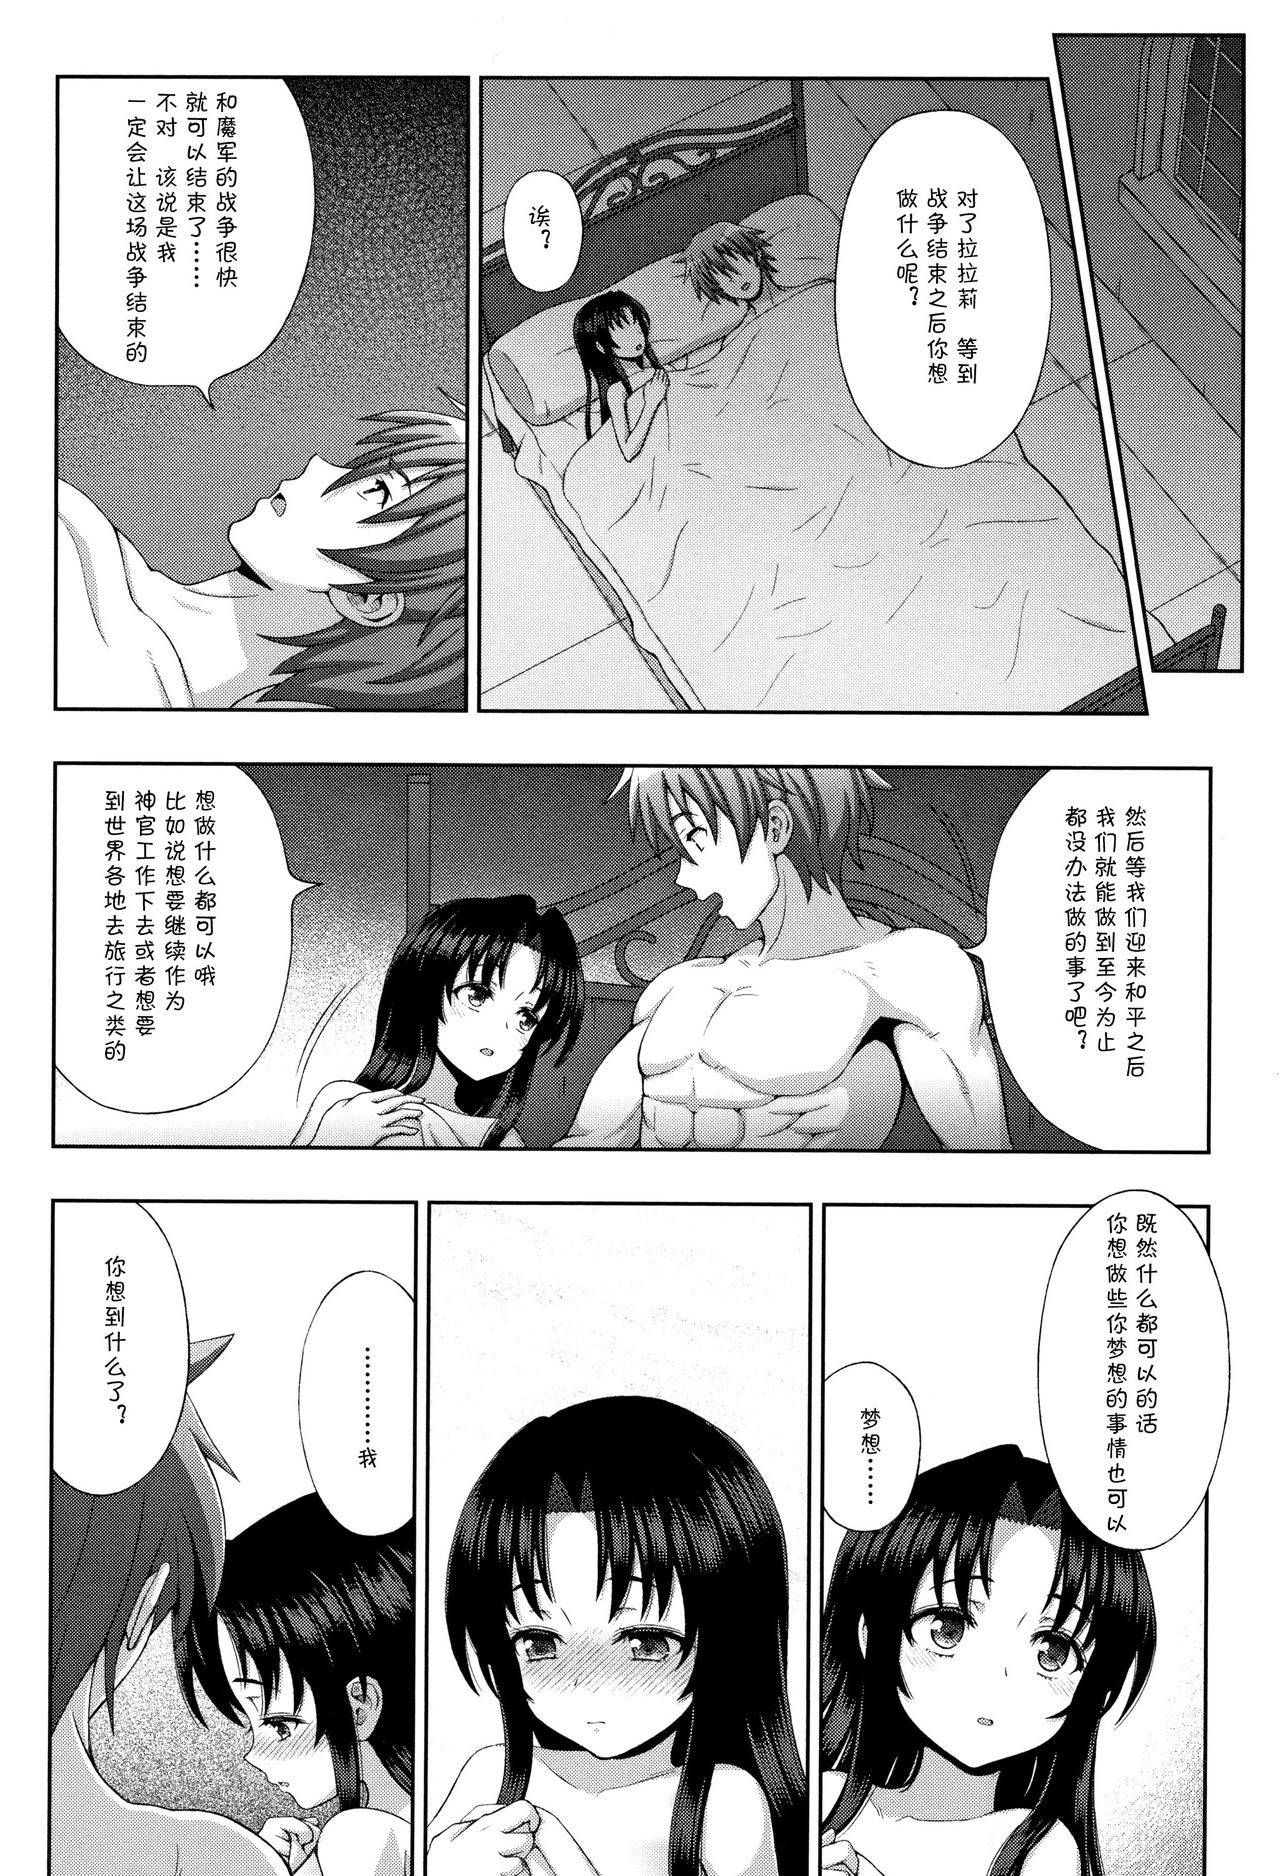 对了拉拉莉　等到
战争结束之后你想
做什么呢？
诶？
和魔军的战争很快
就可以结束了……
不对　该说是我
一定会让这场战争结束的
然后等我们迎来和平之后
我们就能做到至今为止
都没办法做的事了吧？
想做什么都可以哦
比如说想要继续作为
神官工作下去或者想要
到世界各地去旅行之类的
既然什么都可以的话
你想做些你梦想的事情也可以
梦想……
…………我
你想到什么了？